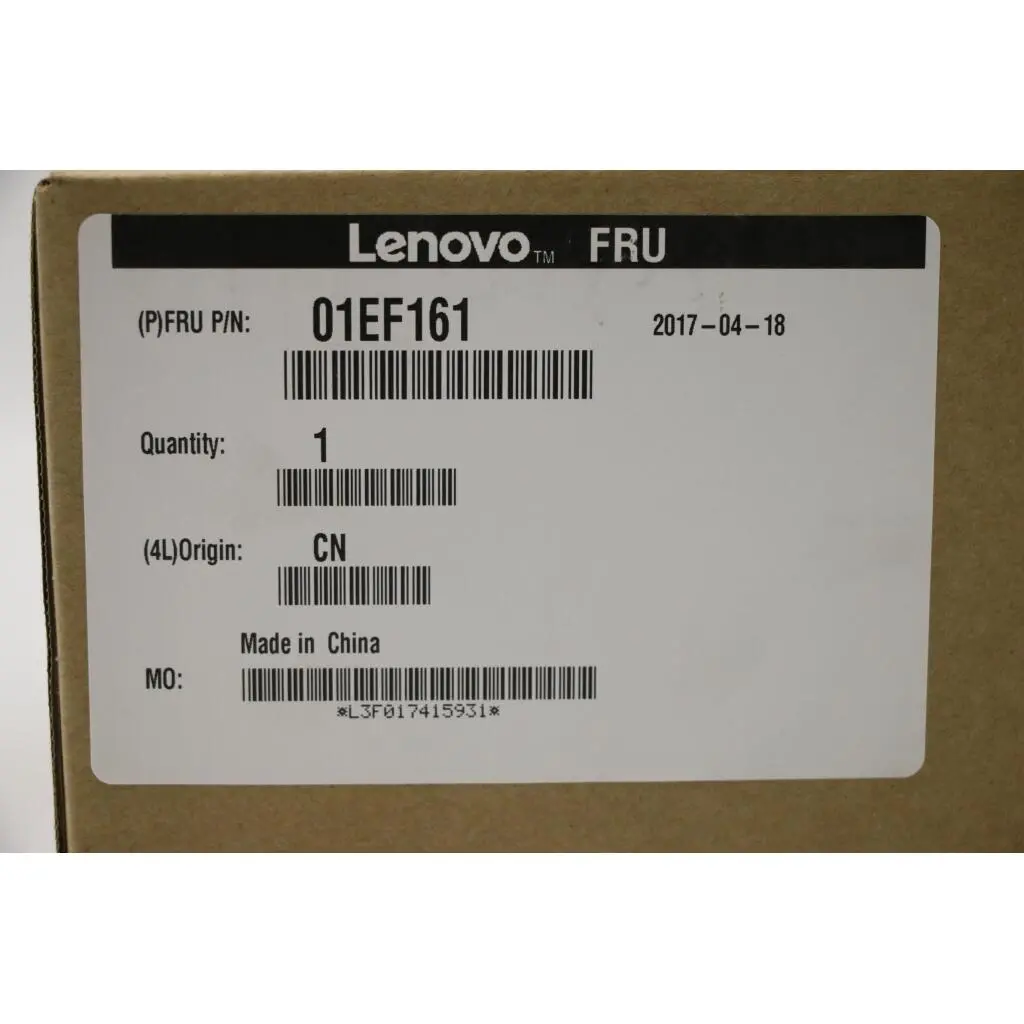 Lenovo™ FRU
(P)FRU P/N: 01EF161 2017-04-18
Quantity: 1
(4L)Origin: CN
Made in China
MO:
*L3F017415931*